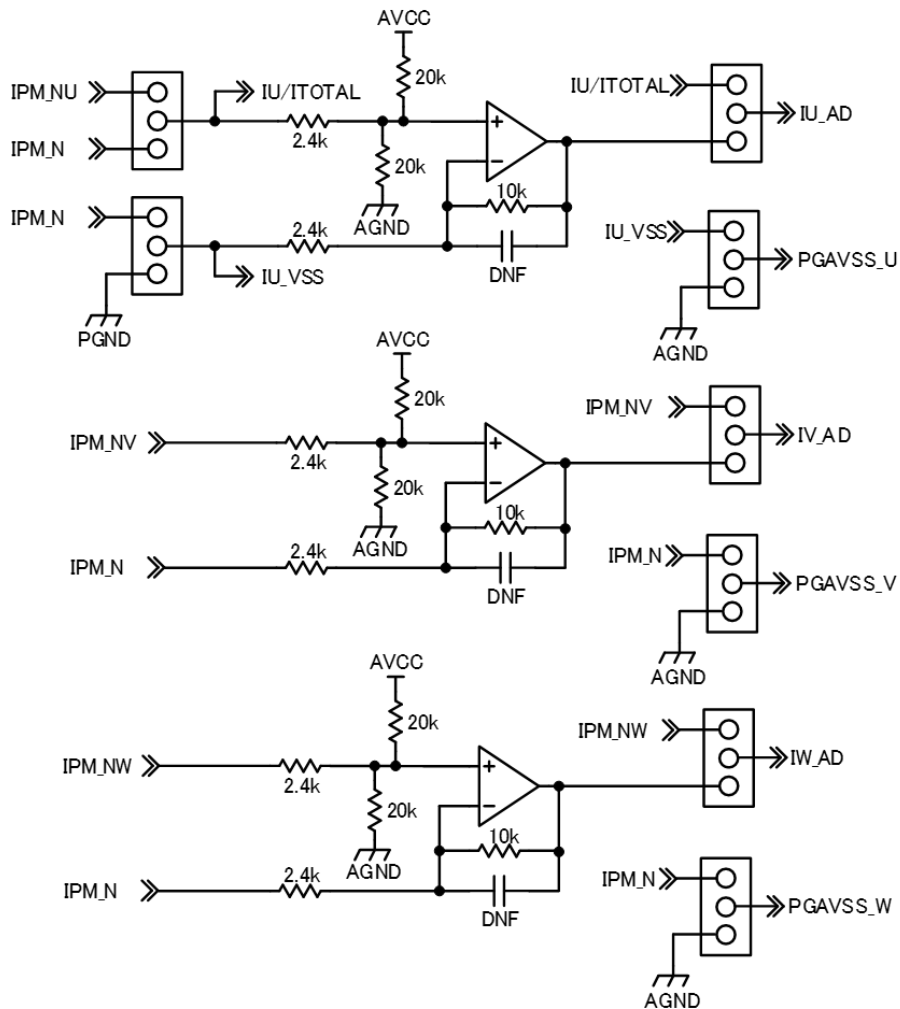 AVCC
20k
IPM_NU
IU/ITOTAL
2.4k
IPM_N
20k
AGND
IU/ITOTAL
IU_AD
IPM_N
2.4k
10k
DNF
IU_VSS
PGND
IU_VSS
PGAVSS_U
AGND
AVCC
20k
IPM_NV
2.4k
20k
AGND
IPM_NV
IV_AD
10k
IPM_N
2.4k
DNF
IPM_N
PGAVSS_V
AGND
AVCC
20k
IPM_NW
2.4k
20k
AGND
IPM_NW
IW_AD
10k
IPM_N
2.4k
DNF
IPM_N
PGAVSS_W
AGND